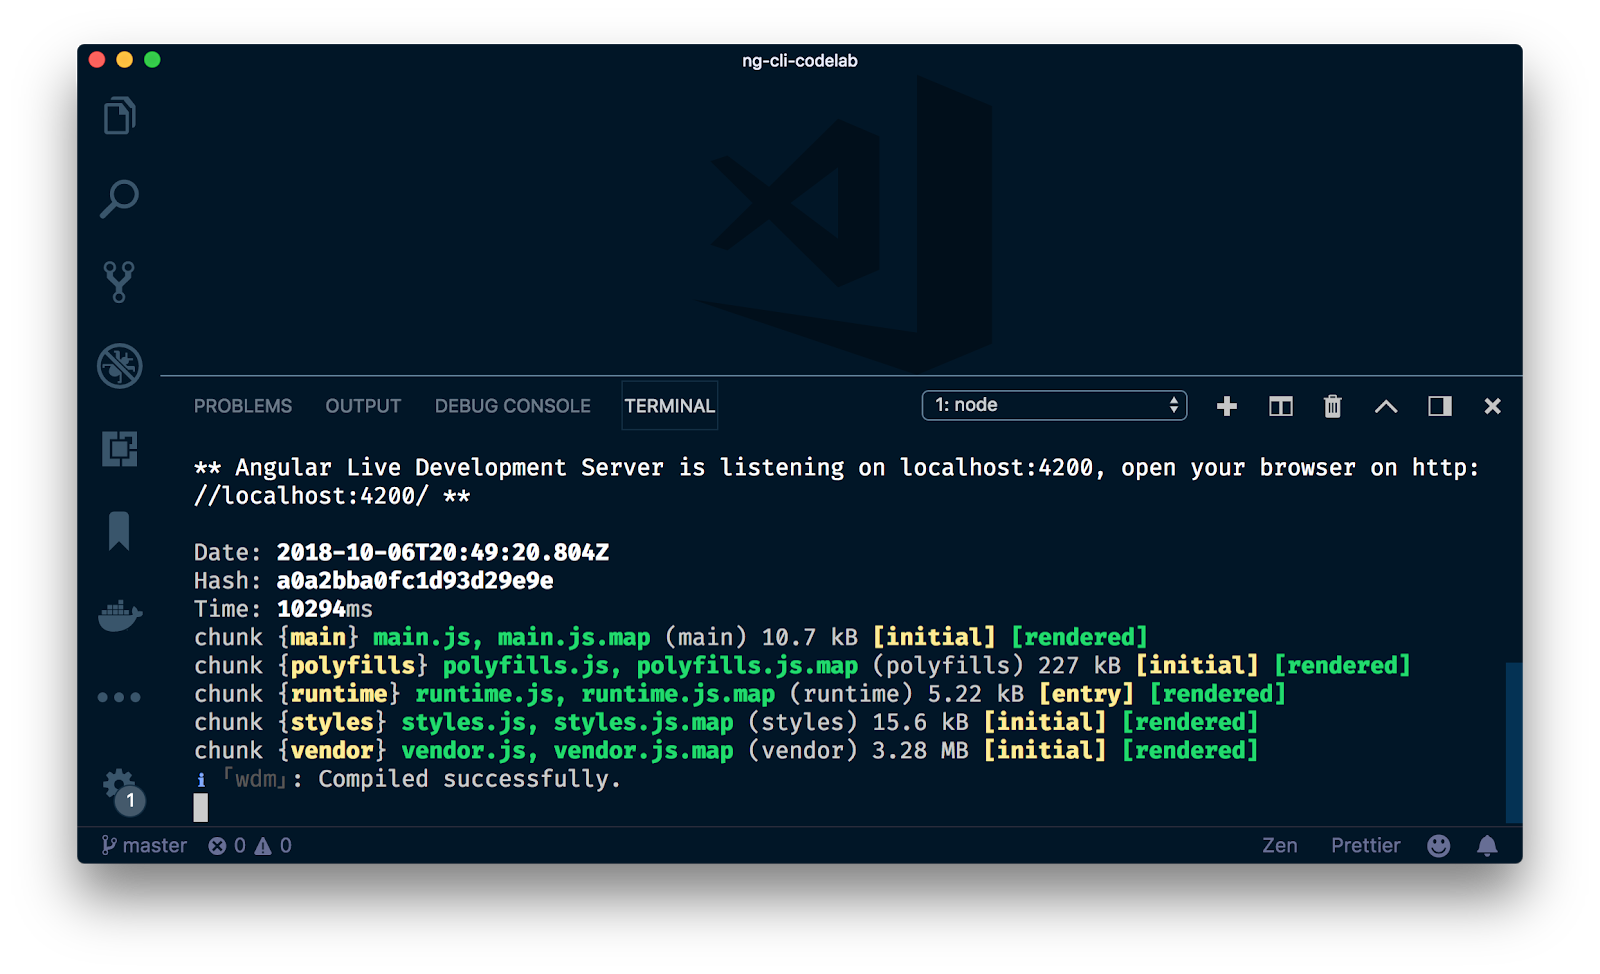 ng-cli-codelab
PROBLEMS OUTPUT DEBUG CONSOLE TERMINAL 1: node
** Angular Live Development Server is listening on localhost:4200, open your browser on http:
//localhost:4200/ **
Date: 2018-10-06T20:49:20.804Z
Hash: a0a2bba0fc1d93d29e9e
Time: 10294ms
chunk {main} main.js, main.js.map (main) 10.7 kB [initial] [rendered]
chunk {polyfills} polyfills.js, polyfills.js.map (polyfills) 227 kB [initial] [rendered]
chunk {runtime} runtime.js, runtime.js.map (runtime) 5.22 kB [entry] [rendered]
chunk {styles} styles.js, styles.js.map (styles) 15.6 kB [initial] [rendered]
chunk {vendor} vendor.js, vendor.js.map (vendor) 3.28 MB [initial] [rendered]
ℹ 「wdm」: Compiled successfully.
1
master 0 0 Zen Prettier